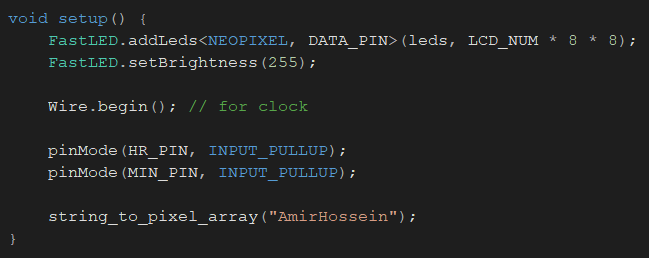 void setup() {
    FastLED.addLeds<NEOPIXEL, DATA_PIN>(leds, LCD_NUM * 8 * 8);
    FastLED.setBrightness(255);

    Wire.begin(); // for clock

    pinMode(HR_PIN, INPUT_PULLUP);
    pinMode(MIN_PIN, INPUT_PULLUP);

    string_to_pixel_array("AmirHossein");
}